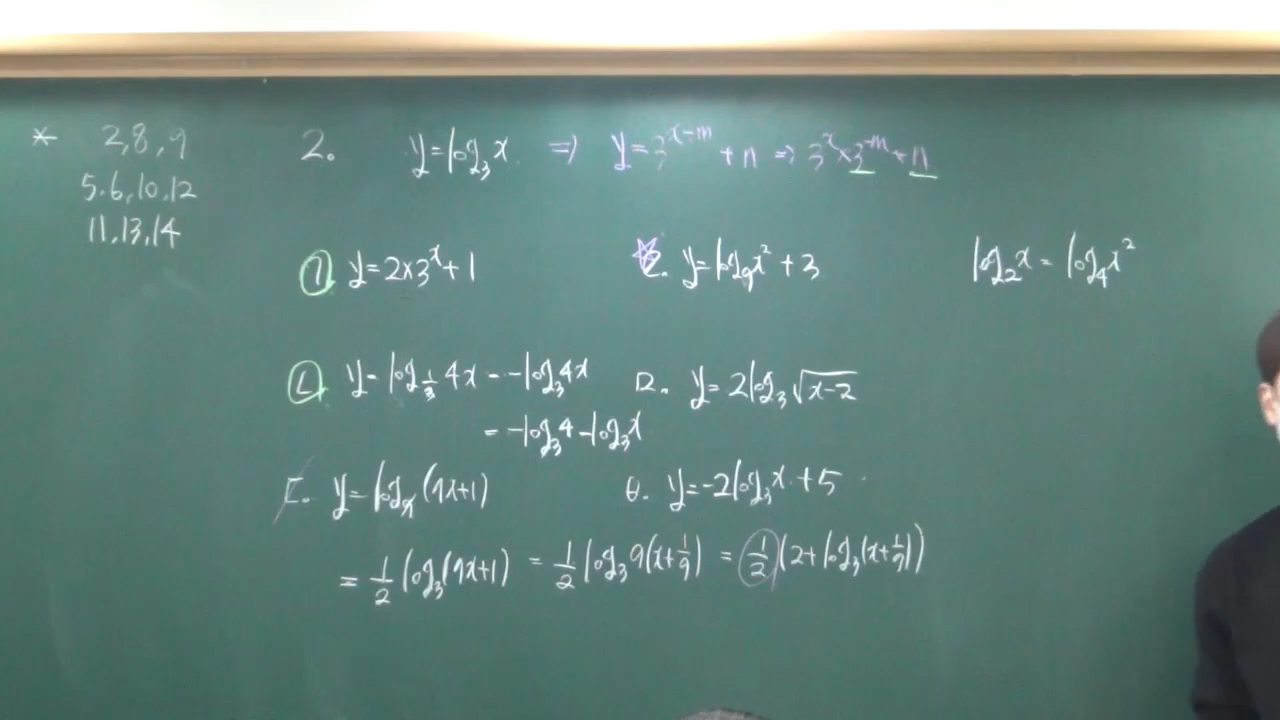 * 2,8,9
5.6,10,12
11,13,14
2. y=log₃x ⇒ y=3^{x-m}+n ⇒ 3^x×3^{-m}+n
ㄱ. y=2×3^x+1
ㄹ. y=log₉x²+3
log₂x=log₄x²
ㄴ. y=log_{1/3}4x=-log₃4x
=-log₃4-log₃x
ㅁ. y=2log₃√(x-2)
ㄷ. y=log₉(9x+1)
ㅂ. y=-2log₃x+5
=1/2 log₃(9x+1) = 1/2 log₃9(x+1/9) = 1/2(2+log₃(x+1/9))